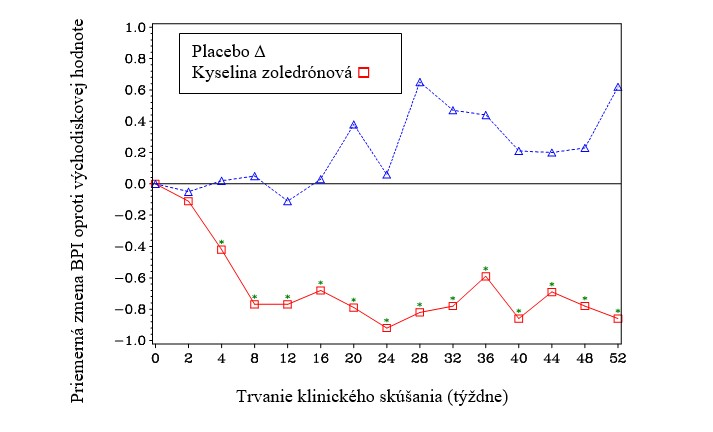 Priemerná zmena BPI oproti východiskovej hodnote
1.0
0.8
0.6
0.4
0.2
0.0
−0.2
−0.4
−0.6
−0.8
−1.0
Placebo Δ
Kyselina zoledrónová
0 2 4 8 12 16 20 24 28 32 36 40 44 48 52
Trvanie klinického skúšania (týždne)